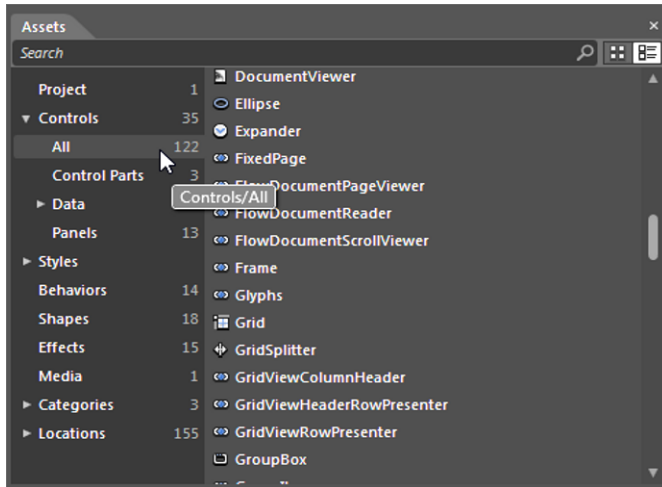 Assets
Search
Project 1
Controls 35
All 122
Control Parts 3
Controls/All
Data
Panels 13
Styles
Behaviors 14
Shapes 18
Effects 15
Media 1
Categories 3
Locations 155
DocumentViewer
Ellipse
Expander
FixedPage
FlowDocumentPageViewer
FlowDocumentReader
FlowDocumentScrollViewer
Frame
Glyphs
Grid
GridSplitter
GridViewColumnHeader
GridViewHeaderRowPresenter
GridViewRowPresenter
GroupBox